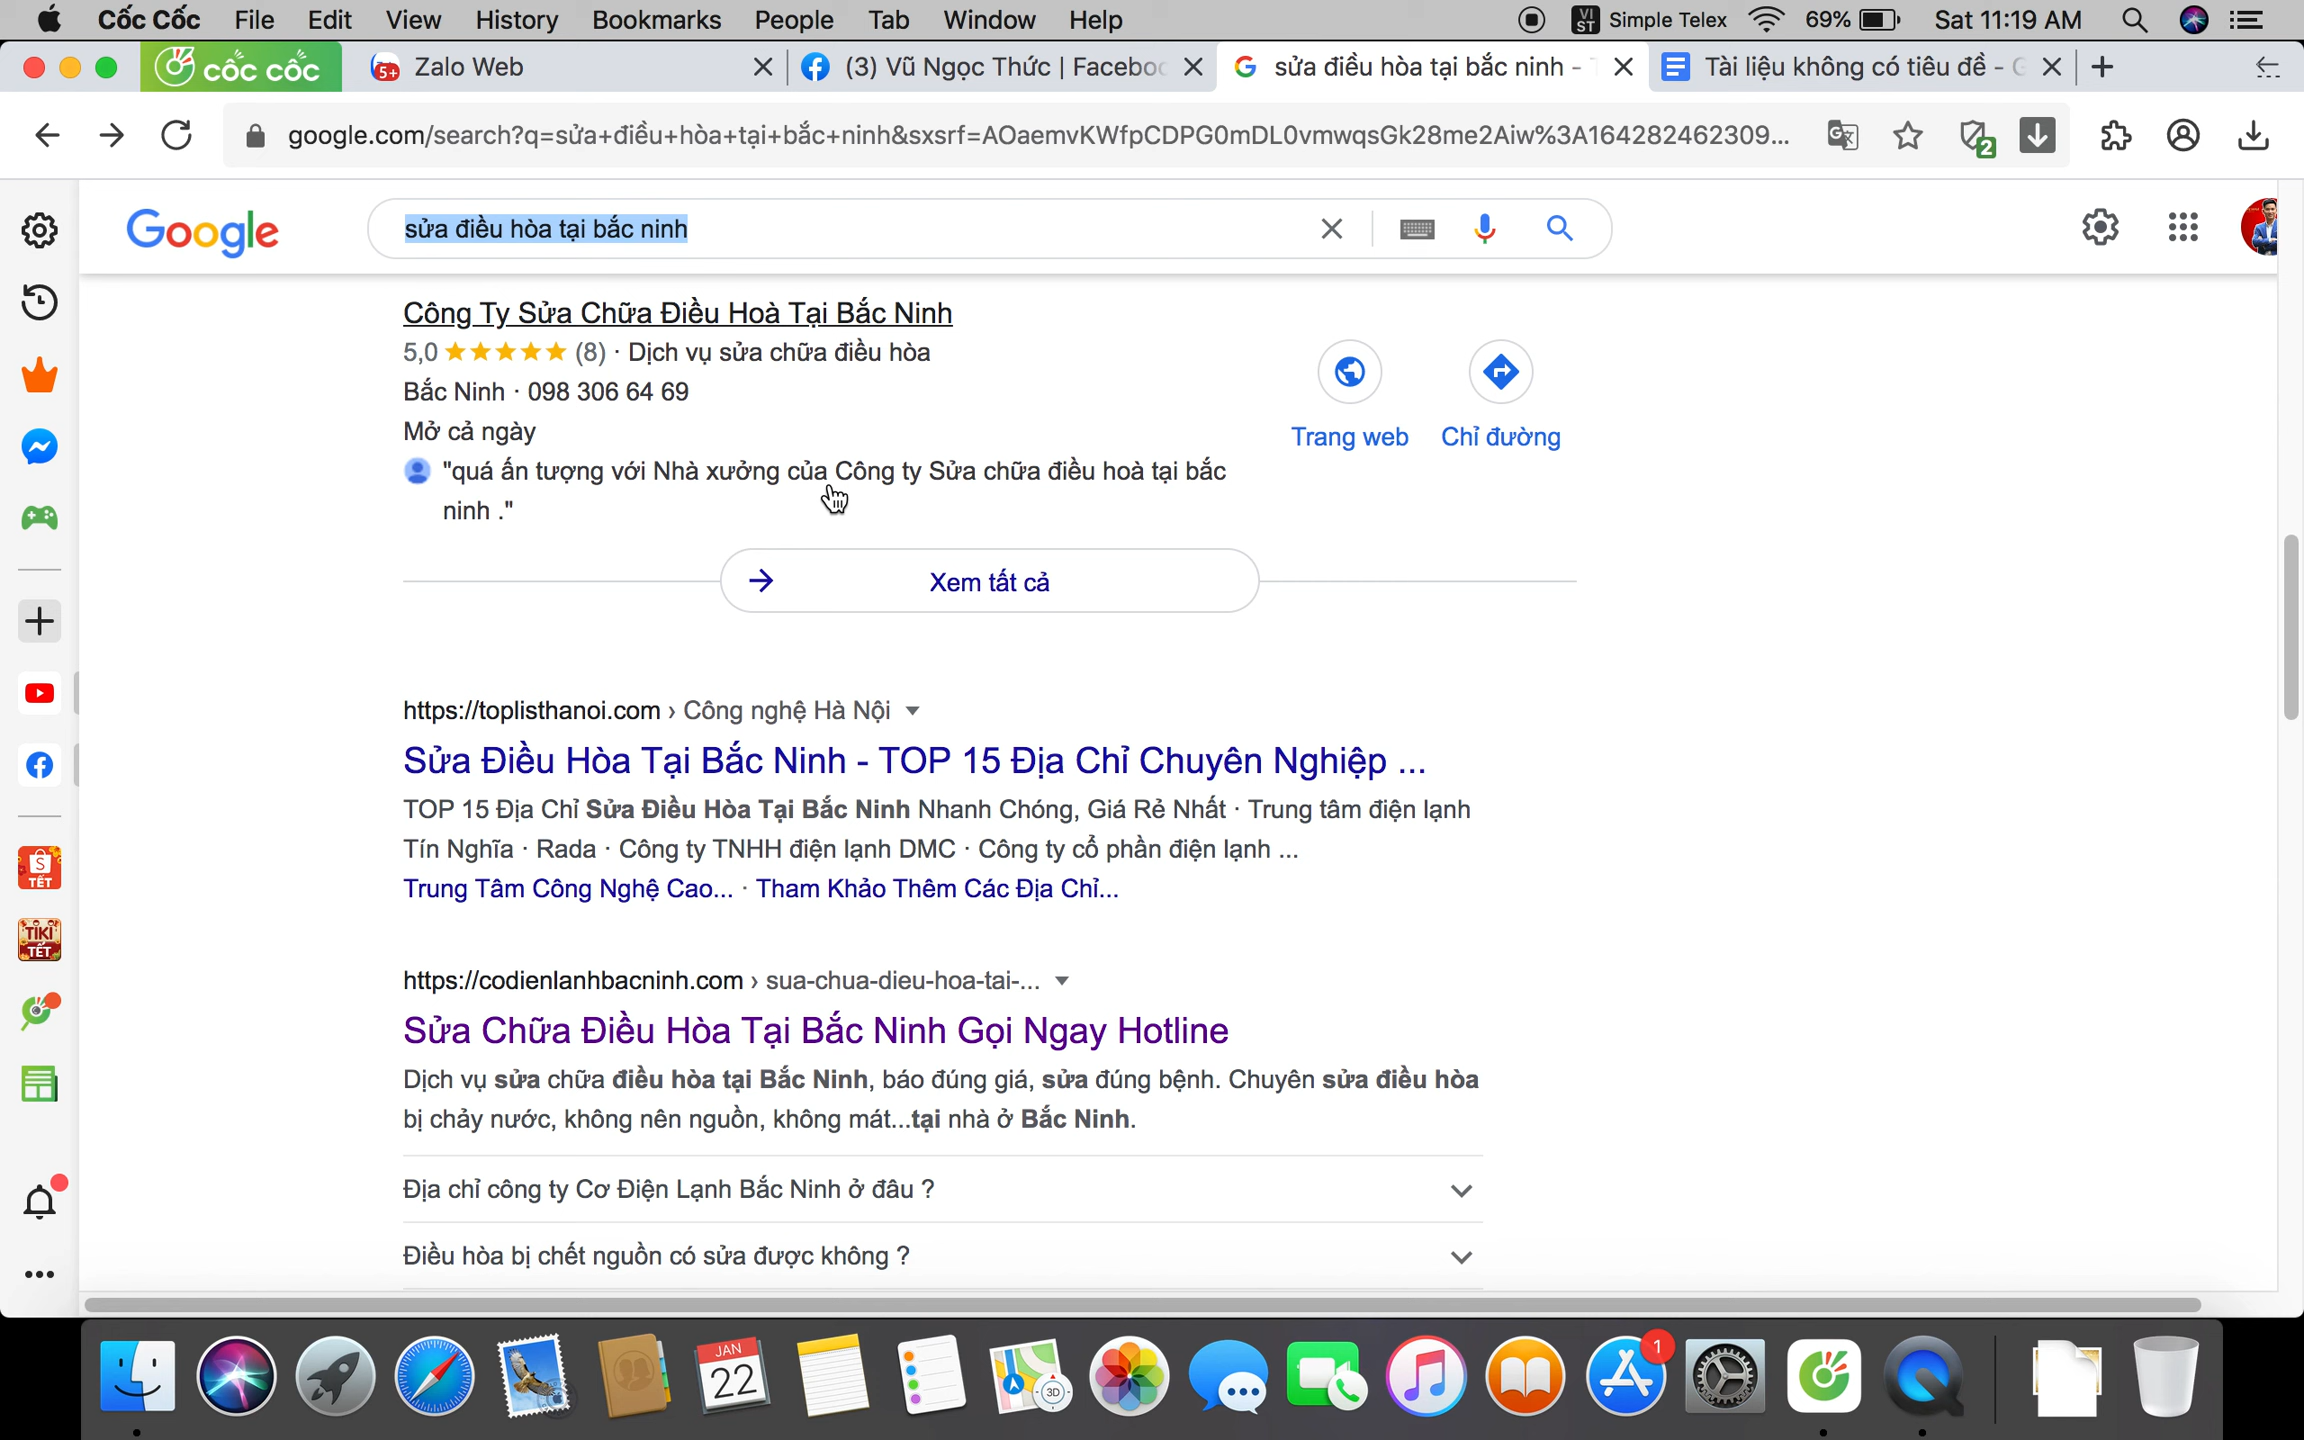 Cốc Cốc File Edit View History Bookmarks People Tab Window Help VI ST Simple Telex 69% Sat 11:19 AM
cốc cốc 5+ Zalo Web (3) Vũ Ngọc Thức | Faceboo sửa điều hòa tại bắc ninh - Tài liệu không có tiêu đề - G
google.com/search?q=sửa+điều+hòa+tại+bắc+ninh&sxsrf=AOaemvKWfpCDPG0mDL0vmwqsGk28me2Aiw%3A164282462309... 2
Google sửa điều hòa tại bắc ninh
Công Ty Sửa Chữa Điều Hoà Tại Bắc Ninh
5,0 (8) · Dịch vụ sửa chữa điều hòa
Bắc Ninh · 098 306 64 69
Mở cả ngày
Trang web Chỉ đường
"quá ấn tượng với Nhà xưởng của Công ty Sửa chữa điều hoà tại bắc
ninh ."
Xem tất cả
https://toplisthanoi.com › Công nghệ Hà Nội
Sửa Điều Hòa Tại Bắc Ninh - TOP 15 Địa Chỉ Chuyên Nghiệp ...
TOP 15 Địa Chỉ Sửa Điều Hòa Tại Bắc Ninh Nhanh Chóng, Giá Rẻ Nhất · Trung tâm điện lạnh
Tín Nghĩa · Rada · Công ty TNHH điện lạnh DMC · Công ty cổ phần điện lạnh ...
Trung Tâm Công Nghệ Cao... · Tham Khảo Thêm Các Địa Chỉ...
S TẾT
TIKI TẾT
https://codienlanhbacninh.com › sua-chua-dieu-hoa-tai-...
Sửa Chữa Điều Hòa Tại Bắc Ninh Gọi Ngay Hotline
Dịch vụ sửa chữa điều hòa tại Bắc Ninh, báo đúng giá, sửa đúng bệnh. Chuyên sửa điều hòa
bị chảy nước, không nên nguồn, không mát...tại nhà ở Bắc Ninh.
Địa chỉ công ty Cơ Điện Lạnh Bắc Ninh ở đâu ?
Điều hòa bị chết nguồn có sửa được không ?
JAN
22
3D
1